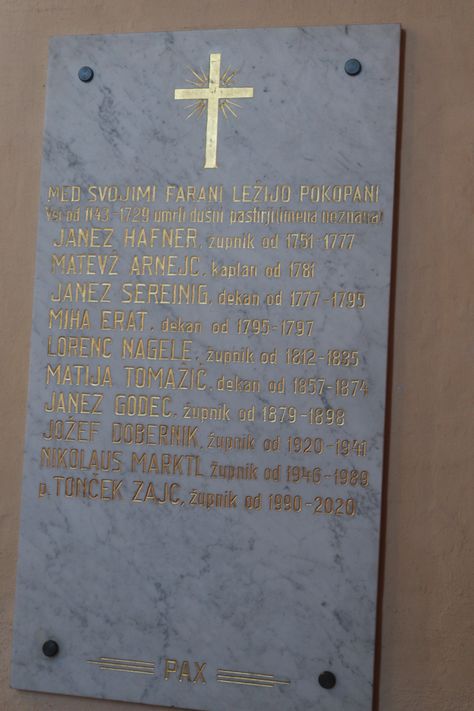 MED SVOJIMI FARANI LEŽIJO POKOPANI
Vsi od 1143-1729 umrli dušni pastirji (imena neznana)
JANEZ HAFNER, župnik od 1751-1777
MATEVŽ ARNEJC, kaplan od 1781
JANEZ SEREINIG, dekan od 1777-1795
MIHA ERAT, dekan od 1795-1797
LORENC NAGELE, župnik od 1812-1835
MATIJA TOMAŽIČ, dekan od 1857-1874
JANEZ GODEC, župnik od 1879-1898
JOŽEF DOBERNIK, župnik od 1920-1941
NIKOLAUS MARKTL, župnik od 1946-1989
p. TONČEK ZAJC, župnik od 1990-2020
PAX